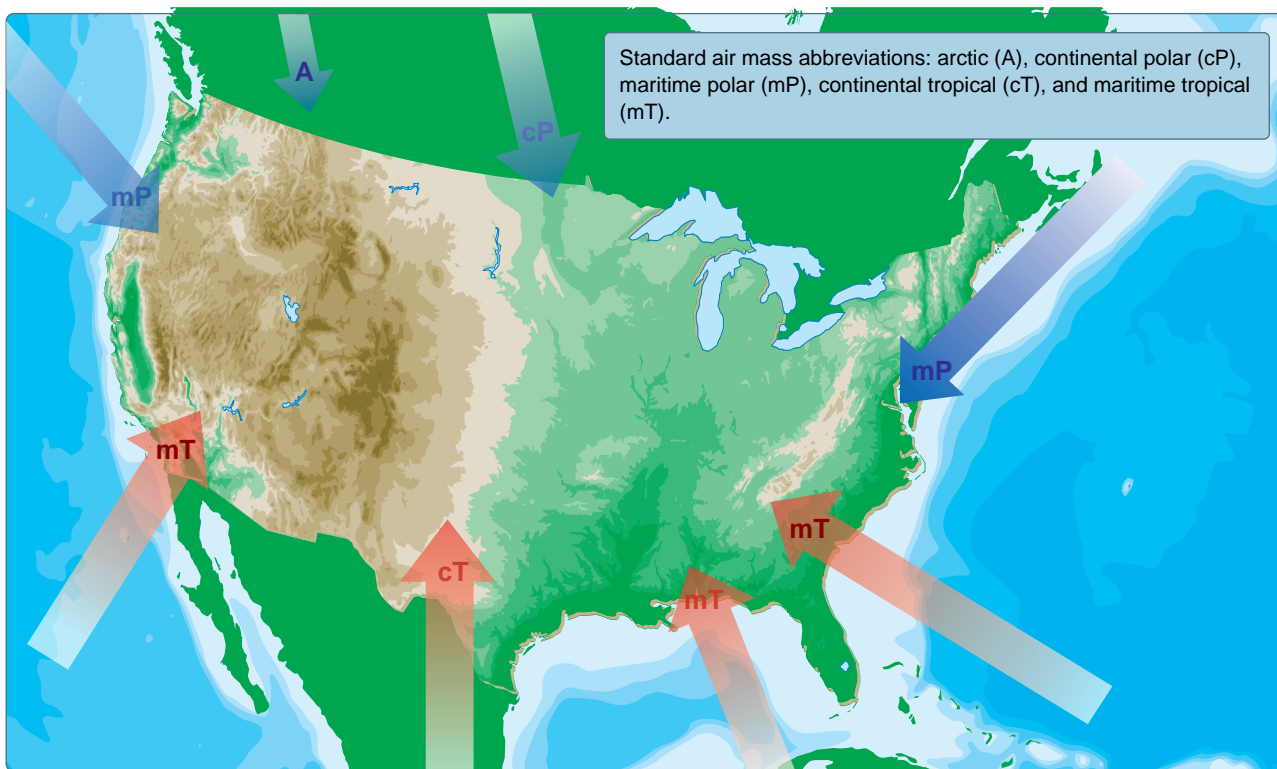 Standard air mass abbreviations: arctic (A), continental polar (cP),
maritime polar (mP), continental tropical (cT), and maritime tropical
(mT).
A
cP
mP
mP
mT
mT
cT
mT